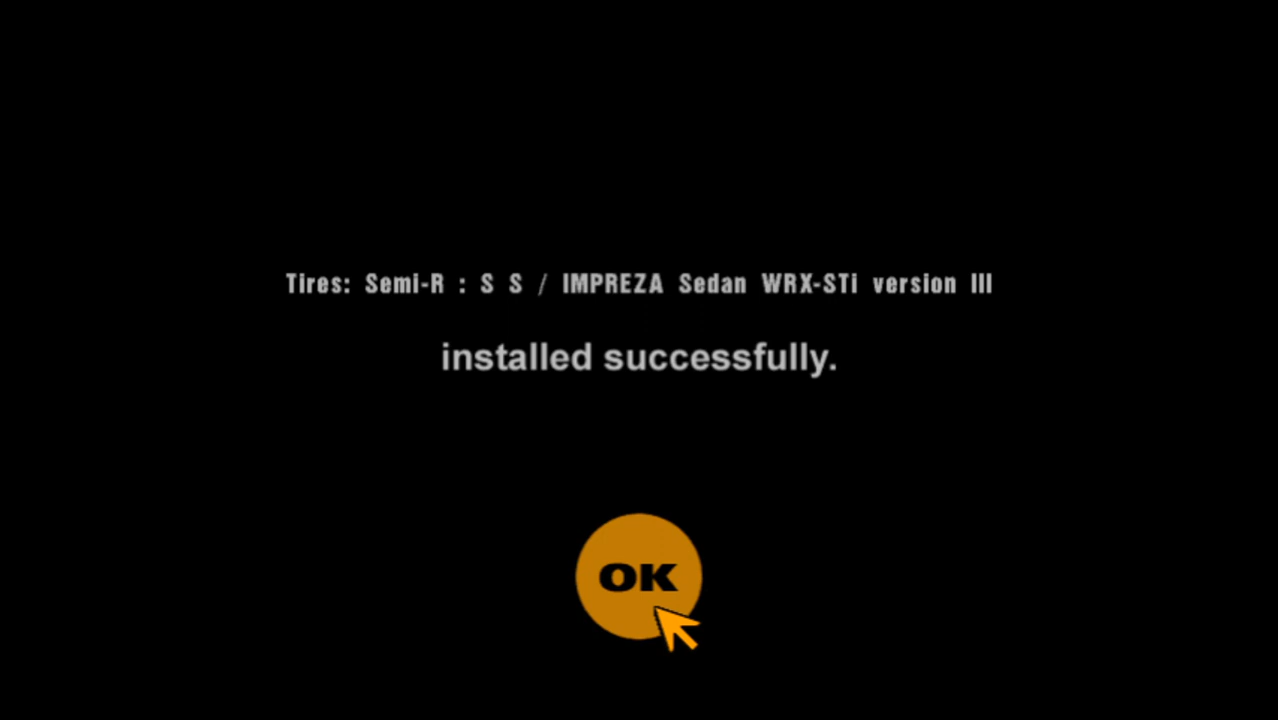 Tires: Semi-R : S S / IMPREZA Sedan WRX-STi version III
installed successfully.
OK